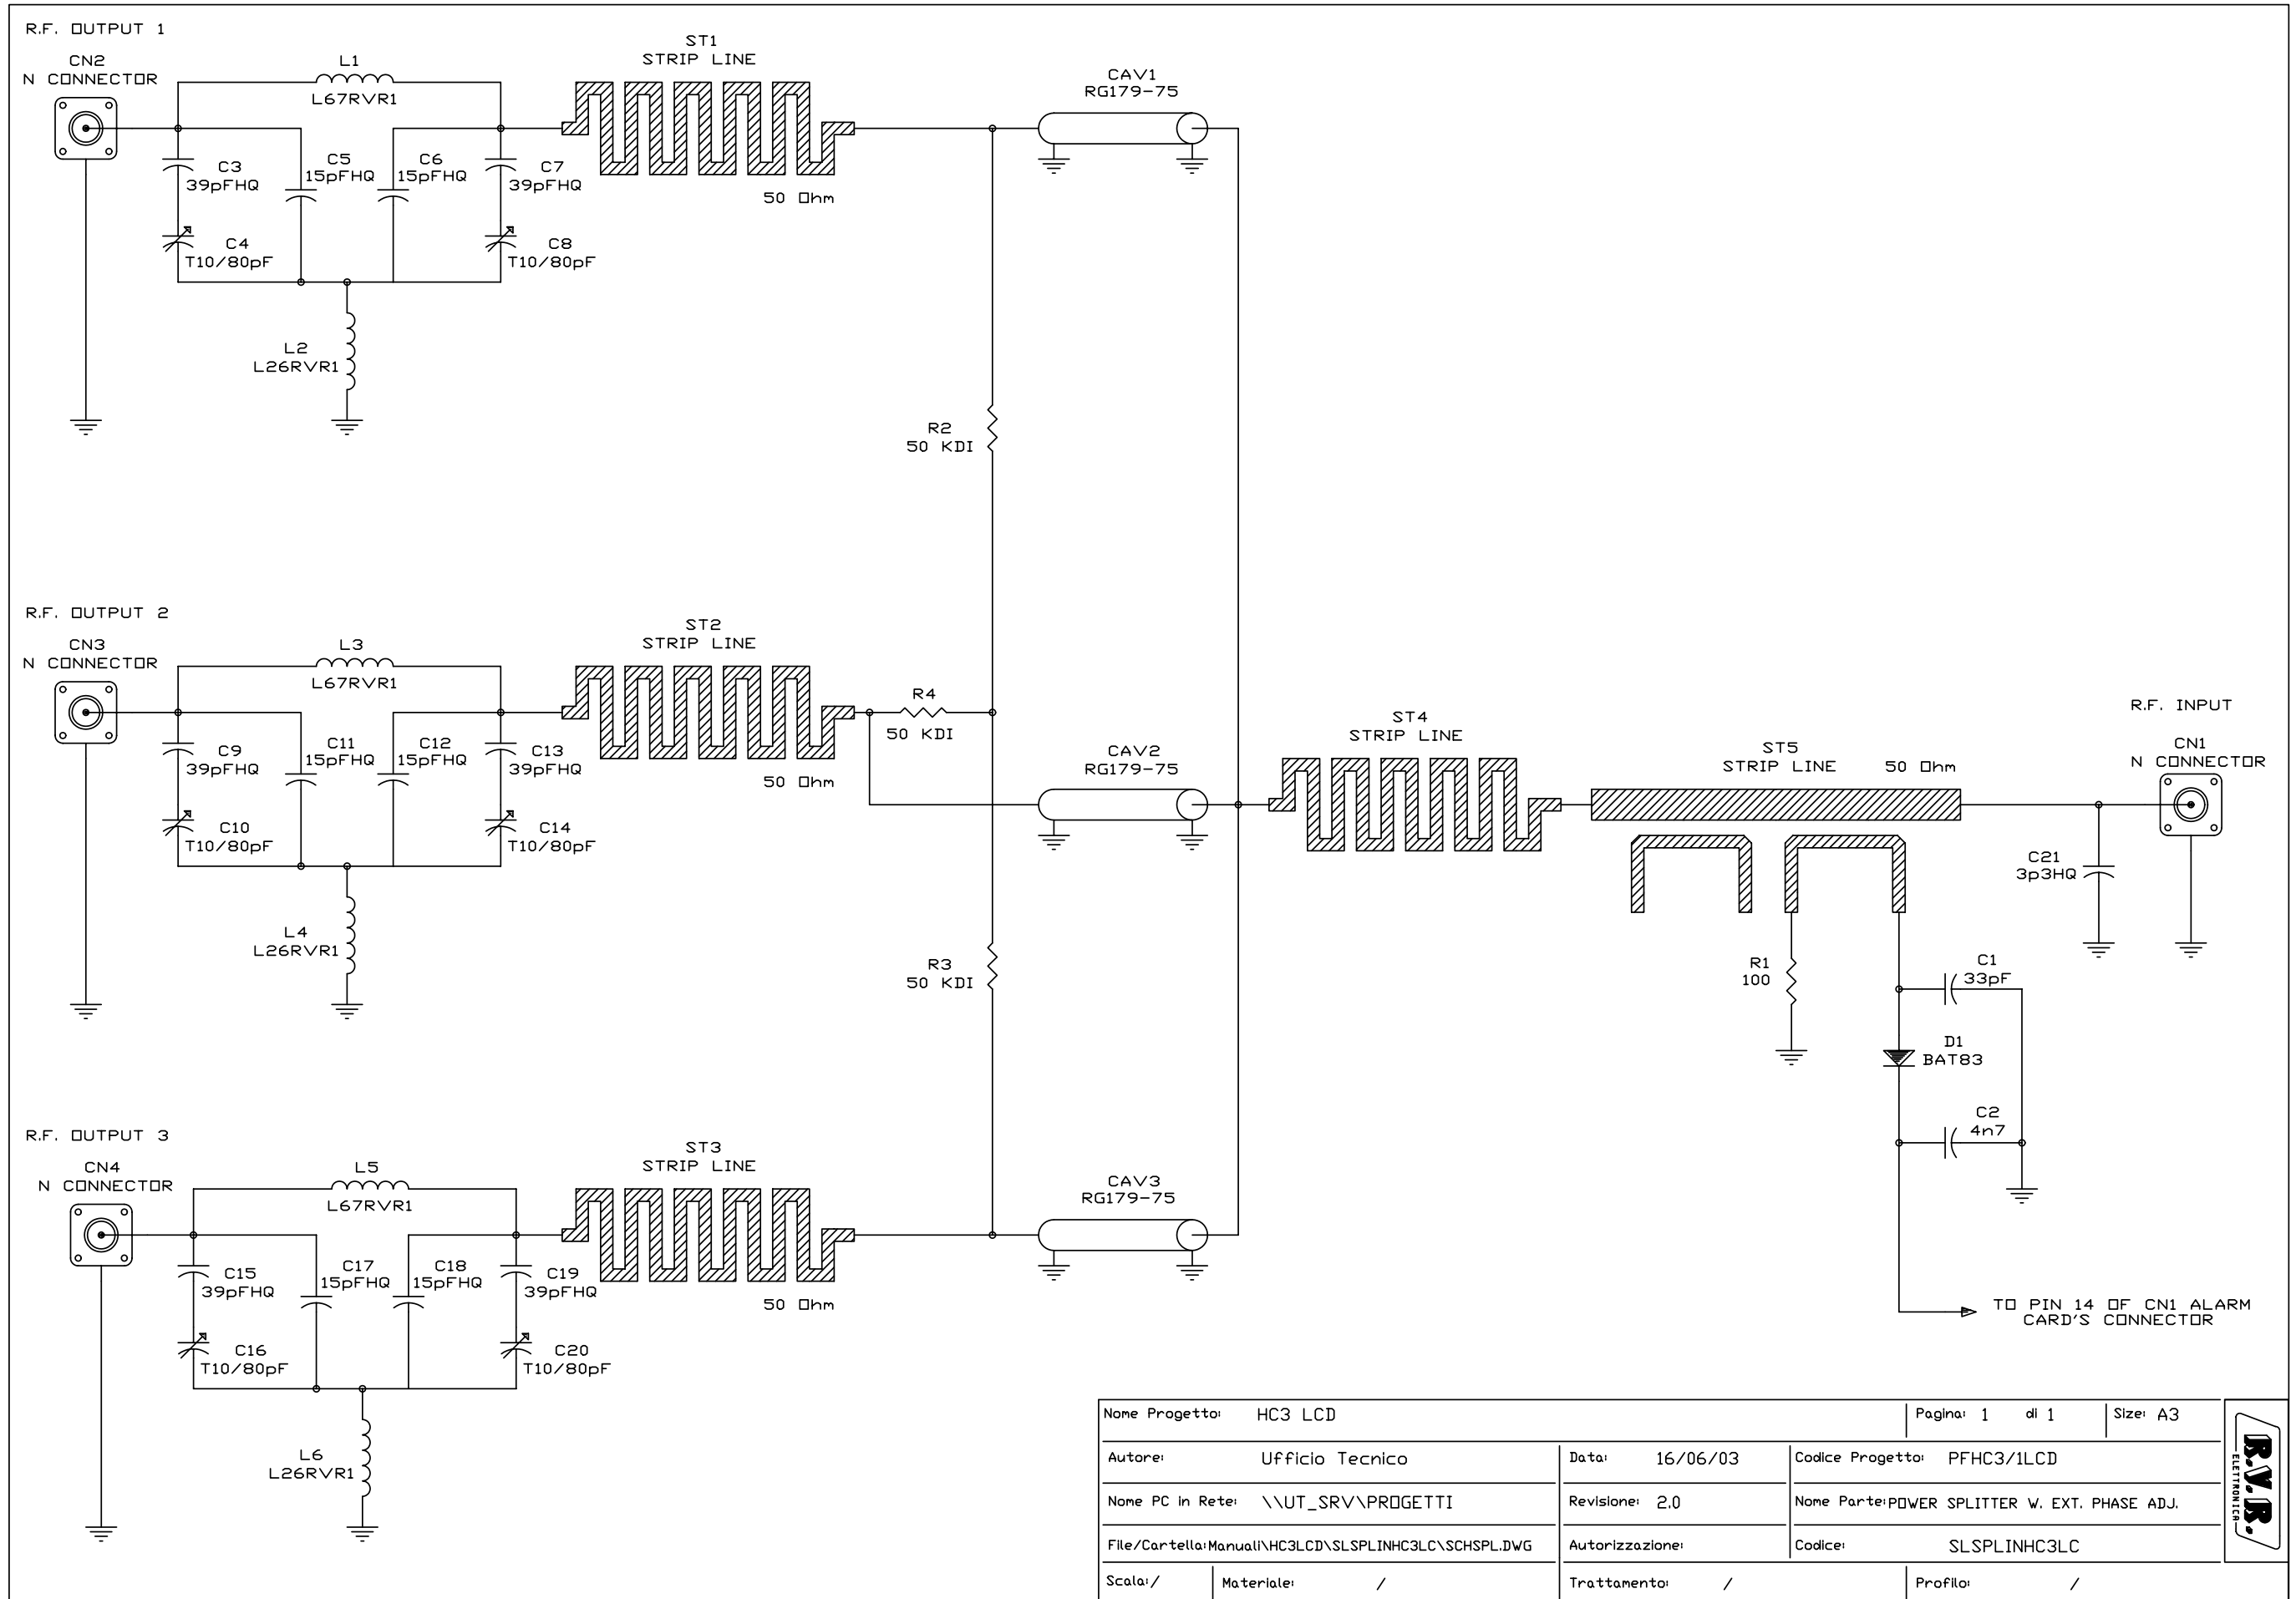 R.F. OUTPUT 1
CN2
N CONNECTOR
L1
L67RVR1
C3
39pFHQ
C5
15pFHQ
C6
15pFHQ
C7
39pFHQ
C4
T10/80pF
C8
T10/80pF
L2
L26RVR1
ST1
STRIP LINE
50 Ohm
CAV1
RG179-75
R2
50 KDI
R.F. OUTPUT 2
CN3
N CONNECTOR
L3
L67RVR1
C9
39pFHQ
C11
15pFHQ
C12
15pFHQ
C13
39pFHQ
C10
T10/80pF
C14
T10/80pF
L4
L26RVR1
ST2
STRIP LINE
50 Ohm
R4
50 KDI
CAV2
RG179-75
R3
50 KDI
ST4
STRIP LINE
ST5
STRIP LINE
50 Ohm
R.F. INPUT
CN1
N CONNECTOR
C21
3p3HQ
R1
100
C1
33pF
D1
BAT83
C2
4n7
TO PIN 14 OF CN1 ALARM
CARD'S CONNECTOR
R.F. OUTPUT 3
CN4
N CONNECTOR
L5
L67RVR1
C15
39pFHQ
C17
15pFHQ
C18
15pFHQ
C19
39pFHQ
C16
T10/80pF
C20
T10/80pF
L6
L26RVR1
ST3
STRIP LINE
50 Ohm
CAV3
RG179-75
Nome Progetto: HC3 LCD
Pagina: 1 di 1
Size: A3
Autore: Ufficio Tecnico
Data: 16/06/03
Codice Progetto: PFHC3/1LCD
Nome PC in Rete: \\UT_SRV\PROGETTI
Revisione: 2.0
Nome Parte: POWER SPLITTER W. EXT. PHASE ADJ.
File/Cartella: Manuali\HC3LCD\SLSPLINHC3LC\SCHSPL.DWG
Autorizzazione:
Codice: SLSPLINHC3LC
Scala: /
Materiale: /
Trattamento: /
Profilo: /
R.V.R.
ELETTRONICA